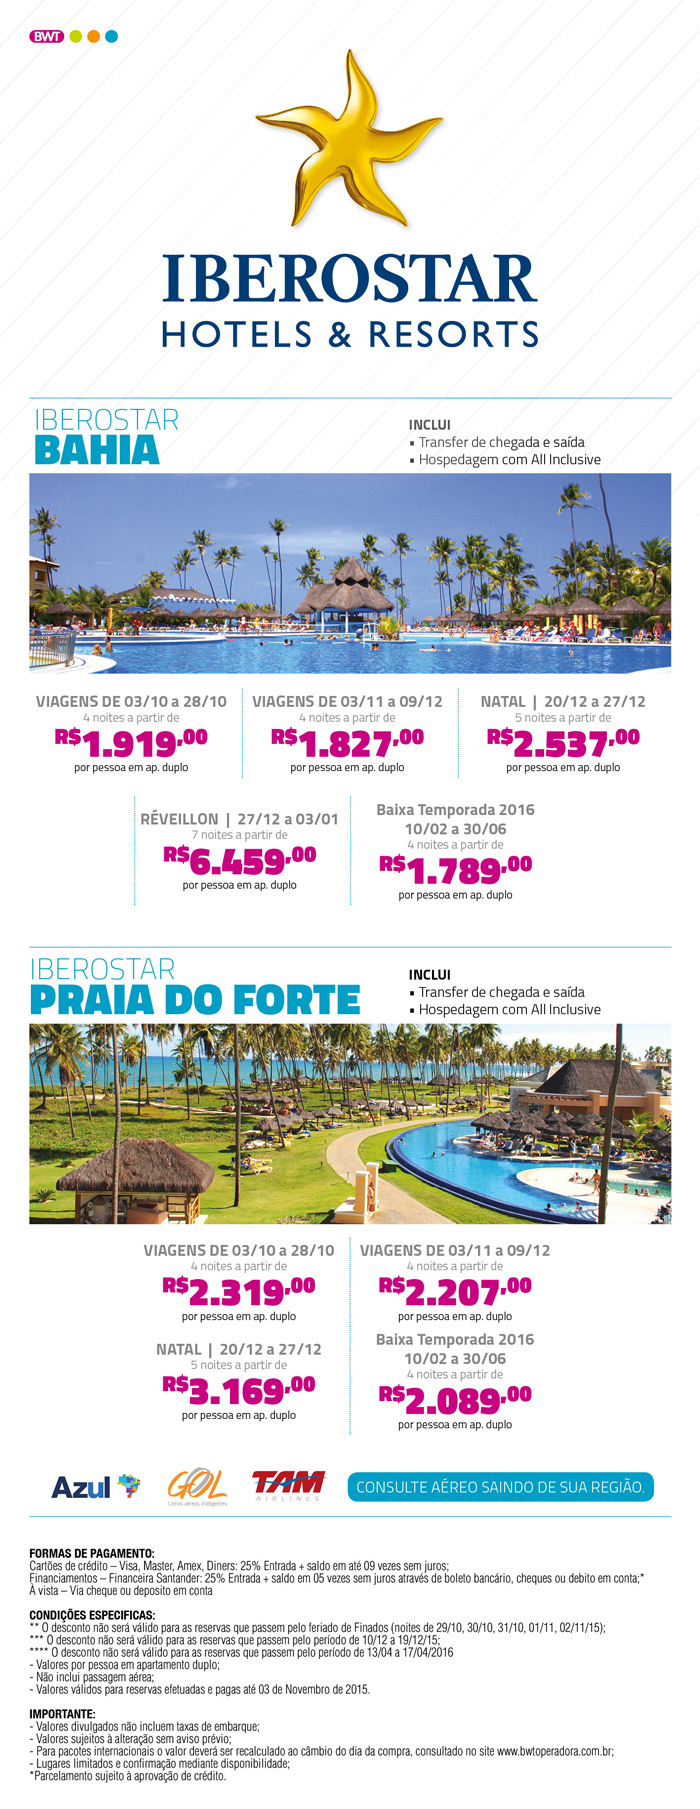 BWT
IBEROSTAR
HOTELS & RESORTS
IBEROSTAR
BAHIA
INCLUI
• Transfer de chegada e saída
• Hospedagem com All Inclusive
VIAGENS DE 03/10 a 28/10
4 noites a partir de
R$1.919,00
por pessoa em ap. duplo
VIAGENS DE 03/11 a 09/12
4 noites a partir de
R$1.827,00
por pessoa em ap. duplo
NATAL | 20/12 a 27/12
5 noites a partir de
R$2.537,00
por pessoa em ap. duplo
RÉVEILLON | 27/12 a 03/01
7 noites a partir de
R$6.459,00
por pessoa em ap. duplo
Baixa Temporada 2016
10/02 a 30/06
4 noites a partir de
R$1.789,00
por pessoa em ap. duplo
IBEROSTAR
PRAIA DO FORTE
INCLUI
• Transfer de chegada e saída
• Hospedagem com All Inclusive
VIAGENS DE 03/10 a 28/10
4 noites a partir de
R$2.319,00
por pessoa em ap. duplo
VIAGENS DE 03/11 a 09/12
4 noites a partir de
R$2.207,00
por pessoa em ap. duplo
NATAL | 20/12 a 27/12
5 noites a partir de
R$3.169,00
por pessoa em ap. duplo
Baixa Temporada 2016
10/02 a 30/06
4 noites a partir de
R$2.089,00
por pessoa em ap. duplo
Azul
GOL
Linhas aéreas inteligentes
TAM
AIRLINES
CONSULTE AÉREO SAINDO DE SUA REGIÃO.
FORMAS DE PAGAMENTO:
Cartões de crédito – Visa, Master, Amex, Diners: 25% Entrada + saldo em até 09 vezes sem juros;
Financiamentos – Financeira Santander: 25% Entrada + saldo em 05 vezes sem juros através de boleto bancário, cheques ou debito em conta;*
À vista – Via cheque ou deposito em conta
CONDIÇÕES ESPECIFICAS:
** O desconto não será válido para as reservas que passem pelo feriado de Finados (noites de 29/10, 30/10, 31/10, 01/11, 02/11/15);
*** O desconto não será válido para as reservas que passem pelo período de 10/12 a 19/12/15;
**** O desconto não será válido para as reservas que passem pelo período de 13/04 a 17/04/2016
- Valores por pessoa em apartamento duplo;
- Não inclui passagem aérea;
- Valores válidos para reservas efetuadas e pagas até 03 de Novembro de 2015.
IMPORTANTE:
- Valores divulgados não incluem taxas de embarque;
- Valores sujeitos à alteração sem aviso prévio;
- Para pacotes internacionais o valor deverá ser recalculado ao câmbio do dia da compra, consultado no site www.bwtoperadora.com.br;
- Lugares limitados e confirmação mediante disponibilidade;
*Parcelamento sujeito à aprovação de crédito.